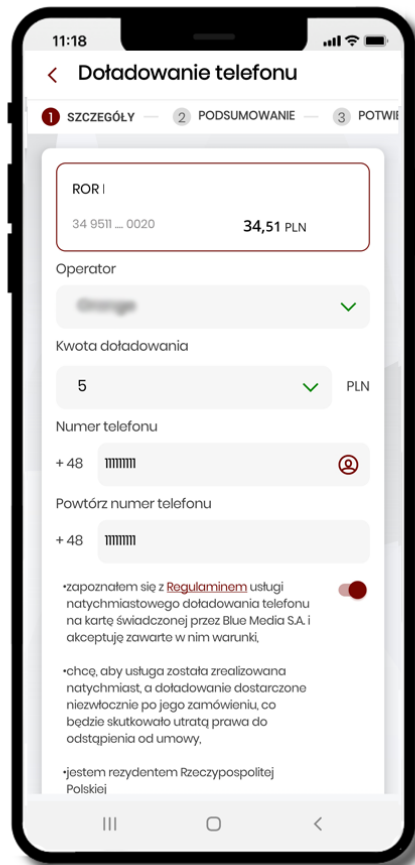 11:18
Doładowanie telefonu
1 SZCZEGÓŁY 2 PODSUMOWANIE 3 POTWIE
ROR I
34 9511 ... 0020 34,51 PLN
Operator
Kwota doładowania
5 PLN
Numer telefonu
+ 48 111111111
Powtórz numer telefonu
+ 48 111111111
•zapoznałem się z Regulaminem usługi
natychmiastowego doładowania telefonu
na kartę świadczonej przez Blue Media S.A. i
akceptuję zawarte w nim warunki,
•chcę, aby usługa została zrealizowana
natychmiast, a doładowanie dostarczone
niezwłocznie po jego zamówieniu, co
będzie skutkowało utratą prawa do
odstąpienia od umowy,
•jestem rezydentem Rzeczypospolitej
Polskiej